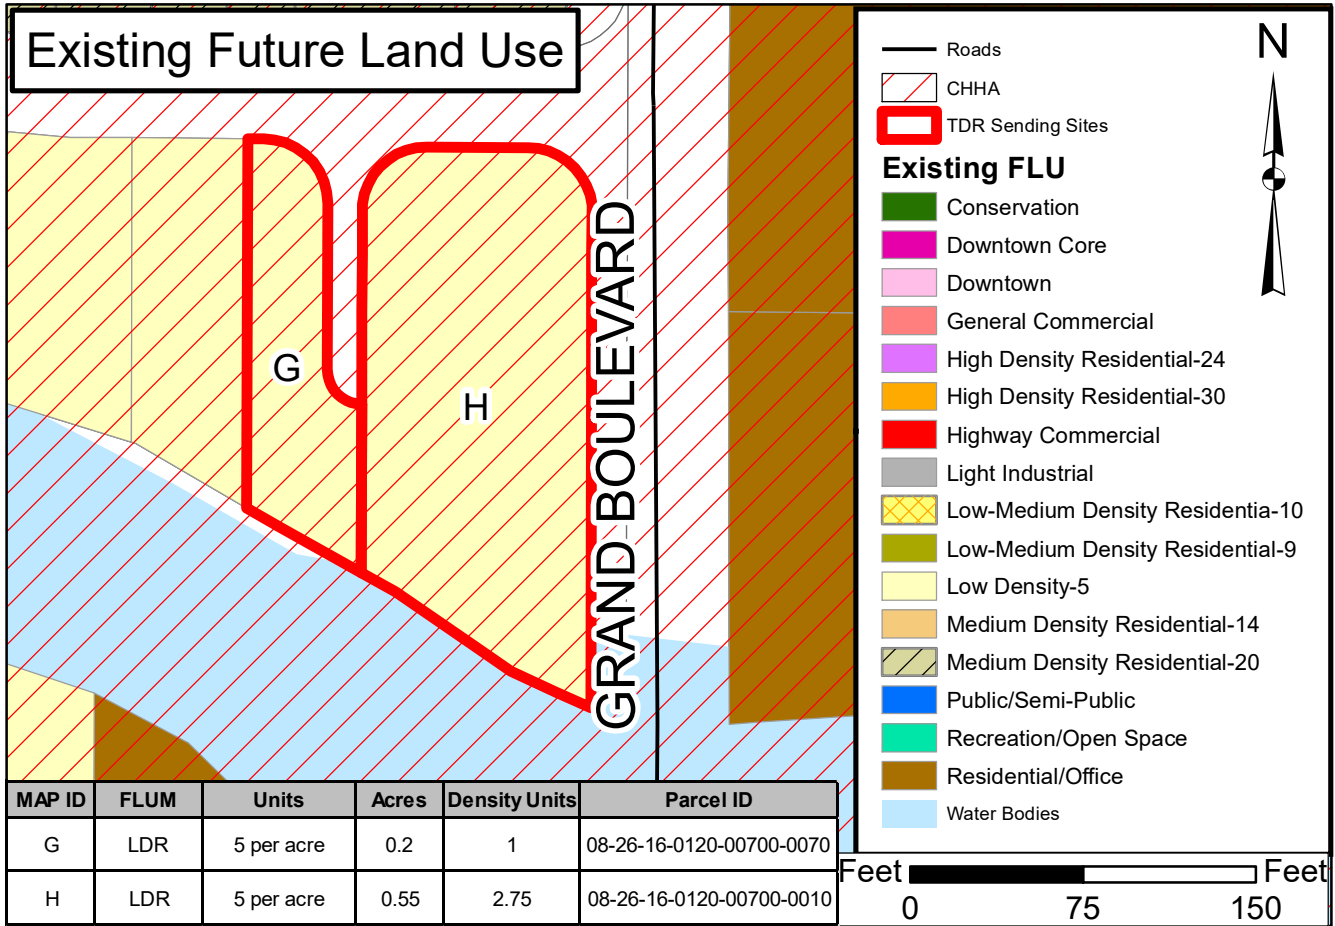 Existing Future Land Use
N
Roads
CHHA
TDR Sending Sites
Existing FLU
Conservation
Downtown Core
Downtown
General Commercial
High Density Residential-24
High Density Residential-30
Highway Commercial
Light Industrial
Low-Medium Density Residentia-10
Low-Medium Density Residential-9
Low Density-5
Medium Density Residential-14
Medium Density Residential-20
Public/Semi-Public
Recreation/Open Space
Residential/Office
Water Bodies
G
H
GRAND BOULEVARD
MAP ID FLUM Units Acres Density Units Parcel ID
G LDR 5 per acre 0.2 1 08-26-16-0120-00700-0070
H LDR 5 per acre 0.55 2.75 08-26-16-0120-00700-0010
Feet Feet
0 75 150